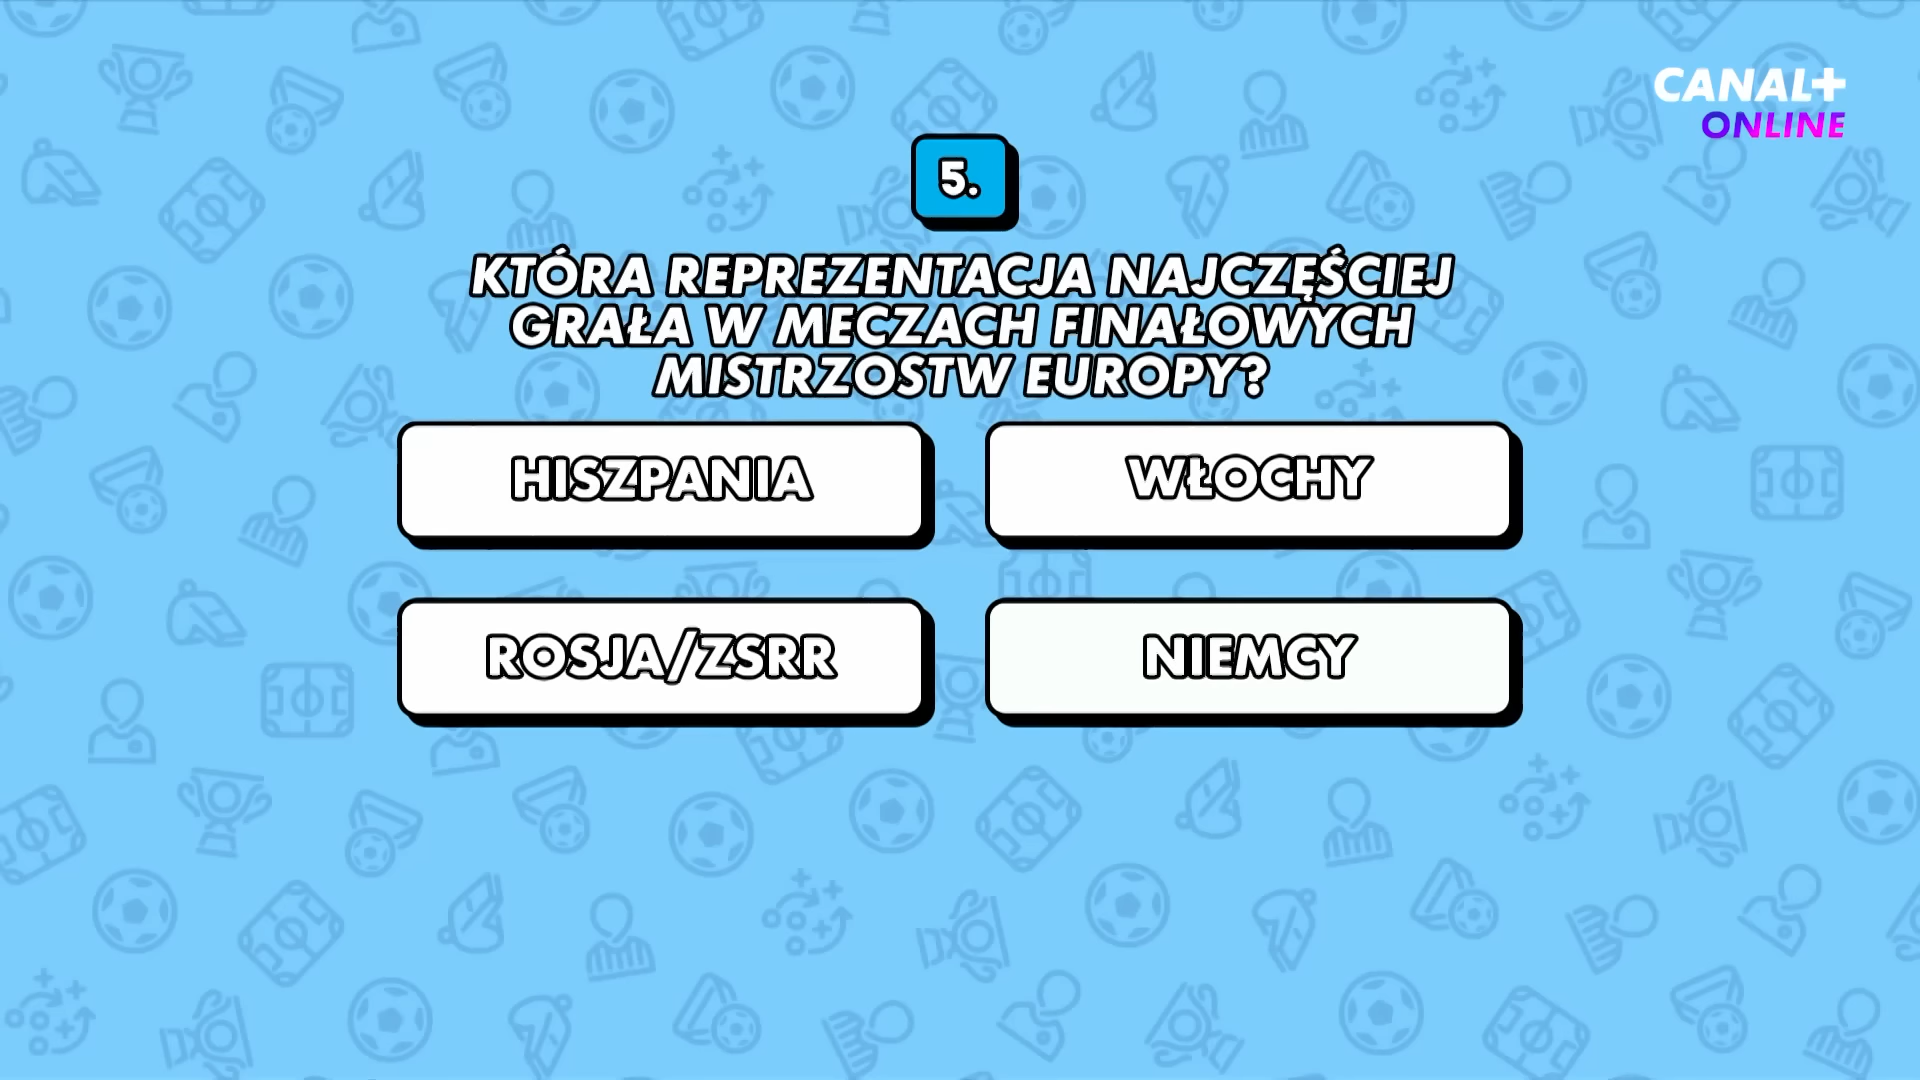 CANAL+
ONLINE
5.
KTÓRA REPREZENTACJA NAJCZĘŚCIEJ
GRAŁA W MECZACH FINAŁOWYCH
MISTRZOSTW EUROPY?
HISZPANIA
WŁOCHY
ROSJA/ZSRR
NIEMCY